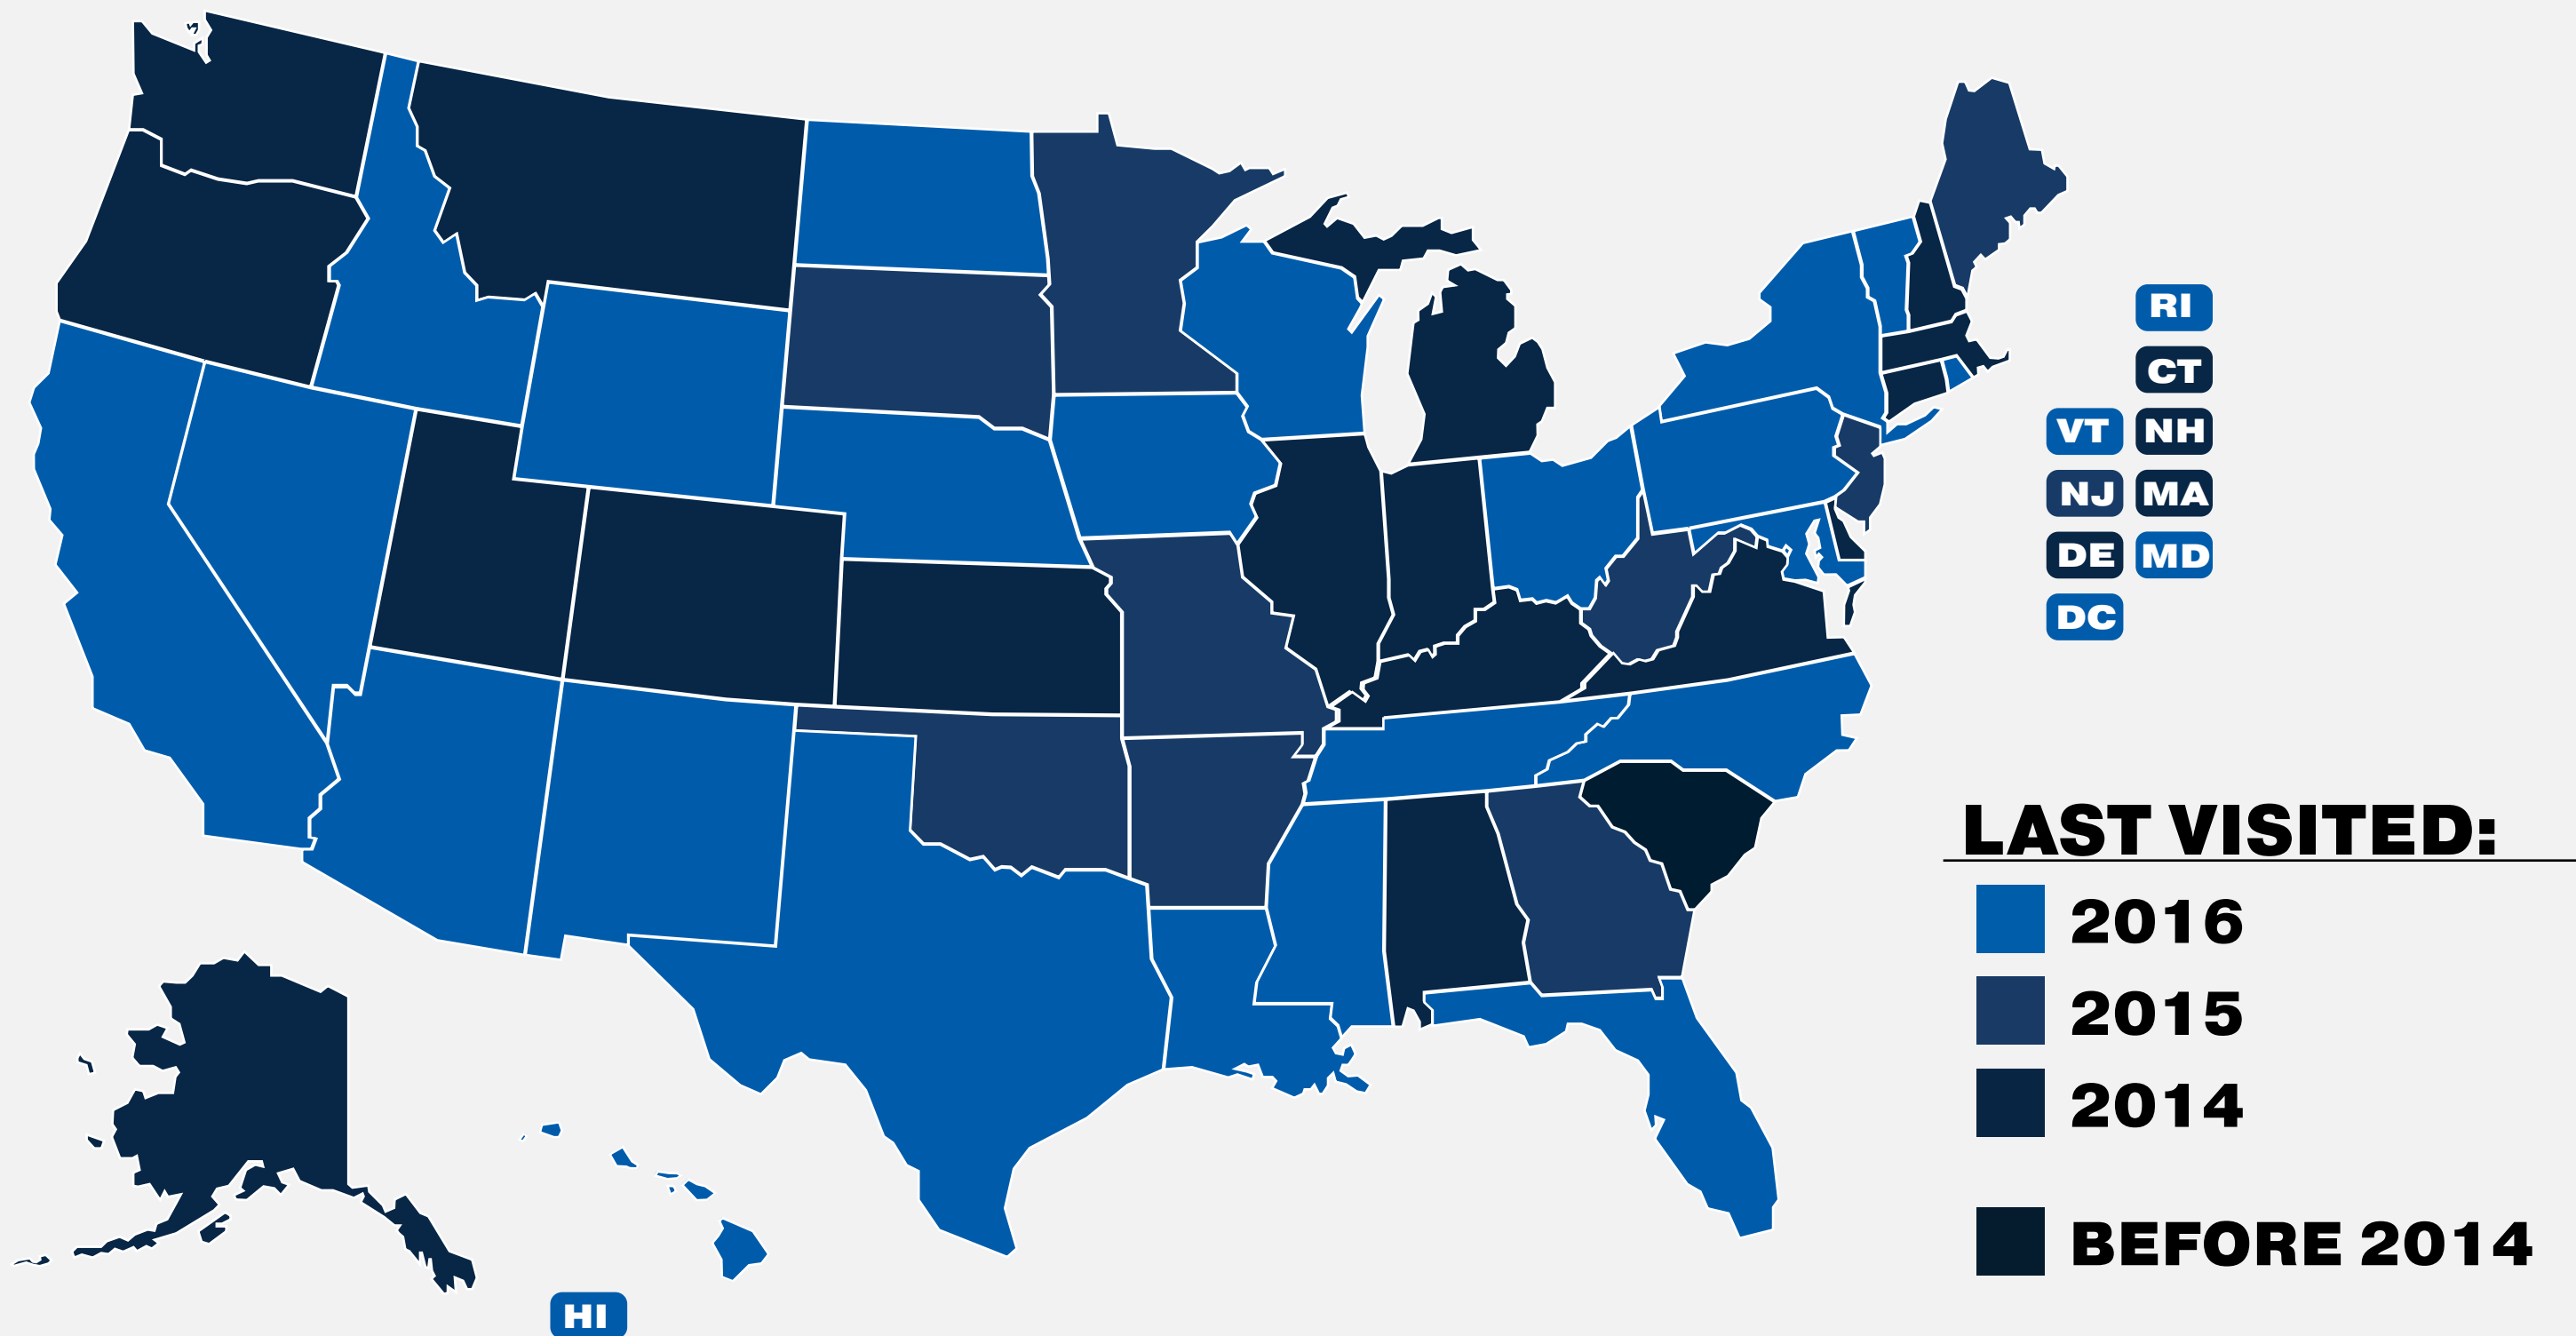 RI
CT
VT NH
NJ MA
DE MD
DC
LAST VISITED:
2016
2015
2014
BEFORE 2014
HI